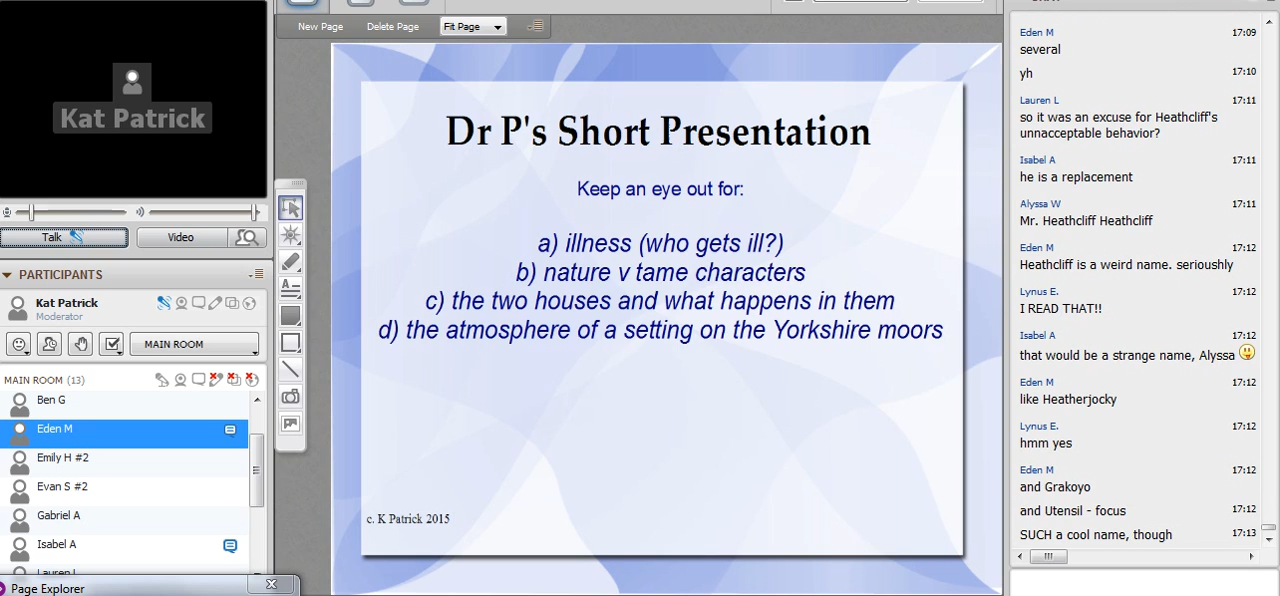 Kat Patrick
Talk
Video
PARTICIPANTS
Kat Patrick
Moderator
MAIN ROOM
MAIN ROOM (13)
Ben G
Eden M
Emily H #2
Evan S #2
Gabriel A
Isabel A
Page Explorer
New Page
Delete Page
Fit Page
Dr P's Short Presentation
Keep an eye out for:
a) illness (who gets ill?)
b) nature v tame characters
c) the two houses and what happens in them
d) the atmosphere of a setting on the Yorkshire moors
c. K Patrick 2015
Eden M 17:09
several
yh 17:10
Lauren L 17:11
so it was an excuse for Heathcliff's
unnacceptable behavior?
Isabel A 17:11
he is a replacement
Alyssa W 17:11
Mr. Heathcliff Heathcliff
Eden M 17:12
Heathcliff is a weird name. serioushly
Lynus E. 17:12
I READ THAT!!
Isabel A 17:12
that would be a strange name, Alyssa
Eden M 17:12
like Heatherjocky
Lynus E. 17:12
hmm yes
Eden M 17:12
and Grakoyo
and Utensil - focus 17:12
SUCH a cool name, though 17:13